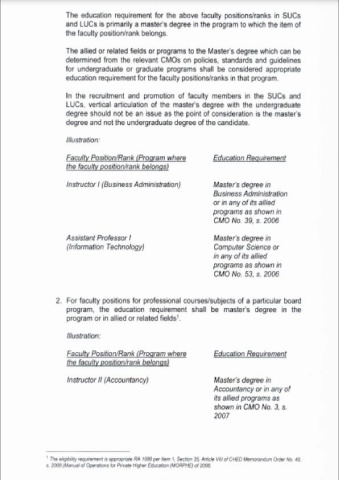 The education requirement for the above faculty positions/ranks in SUCs
and LUCs is primarily a master's degree in the program to which the item of
the faculty position/rank belongs.
The allied or related fields or programs to the Master's degree which can be
determined from the relevant CMOs on policies, standards and guidelines
for undergraduate or graduate programs shall be considered appropriate
education requirement for the faculty positions/ranks in that program.
In the recruitment and promotion of faculty members in the SUCs and
LUCs, vertical articulation of the master's degree with the undergraduate
degree should not be an issue as the point of consideration is the master's
degree and not the undergraduate degree of the candidate.
Illustration:
Faculty Position/Rank (Program where Education Requirement
the faculty position/rank belongs)
Instructor I (Business Administration) Master's degree in
Business Administration
or in any of its allied
programs as shown in
CMO No. 39, s. 2006
Assistant Professor I Master's degree in
(Information Technology) Computer Science or
in any of its allied
programs as shown in
CMO No. 53, s. 2006
2. For faculty positions for professional courses/subjects of a particular board
program, the education requirement shall be master's degree in the
program or in allied or related fields¹.
Illustration:
Faculty Position/Rank (Program where Education Requirement
the faculty position/rank belongs)
Instructor II (Accountancy) Master's degree in
Accountancy or in any of
its allied programs as
shown in CMO No. 3, s.
2007
¹ The eligibility requirement is appropriate RA 1080 per Item 1, Section 35, Article VIII of CHED Memorandum Order No. 40,
s. 2008 (Manual of Operations for Private Higher Education (MORPHE) of 2008.